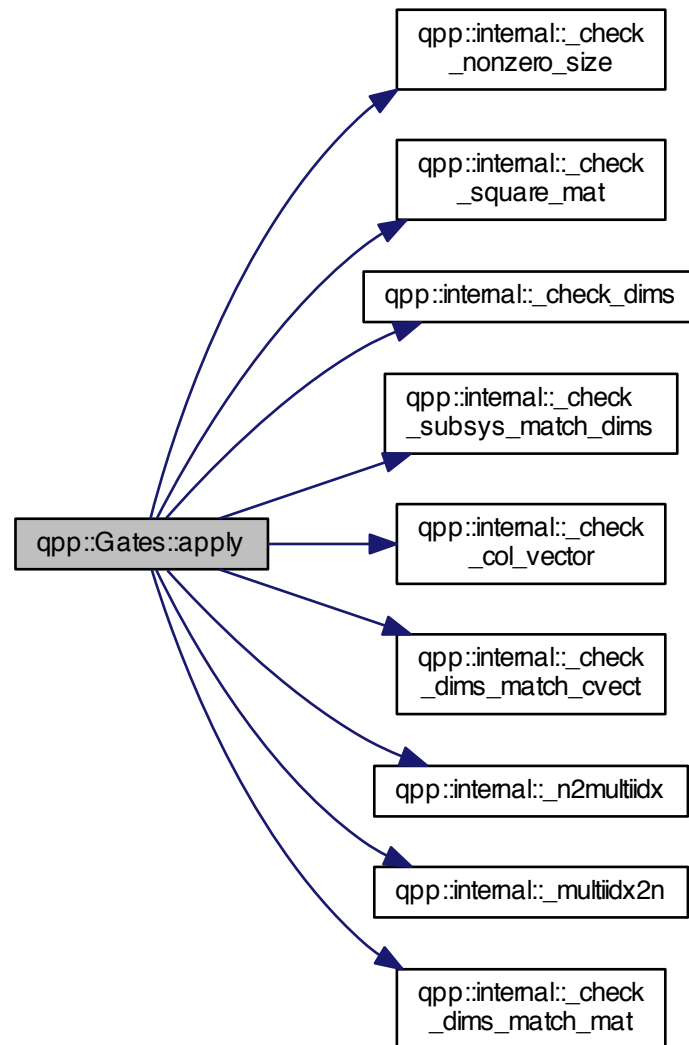 qpp::internal::_check
_nonzero_size
qpp::internal::_check
_square_mat
qpp::internal::_check_dims
qpp::internal::_check
_subsys_match_dims
qpp::Gates::apply
qpp::internal::_check
_col_vector
qpp::internal::_check
_dims_match_cvect
qpp::internal::_n2multiidx
qpp::internal::_multiidx2n
qpp::internal::_check
_dims_match_mat